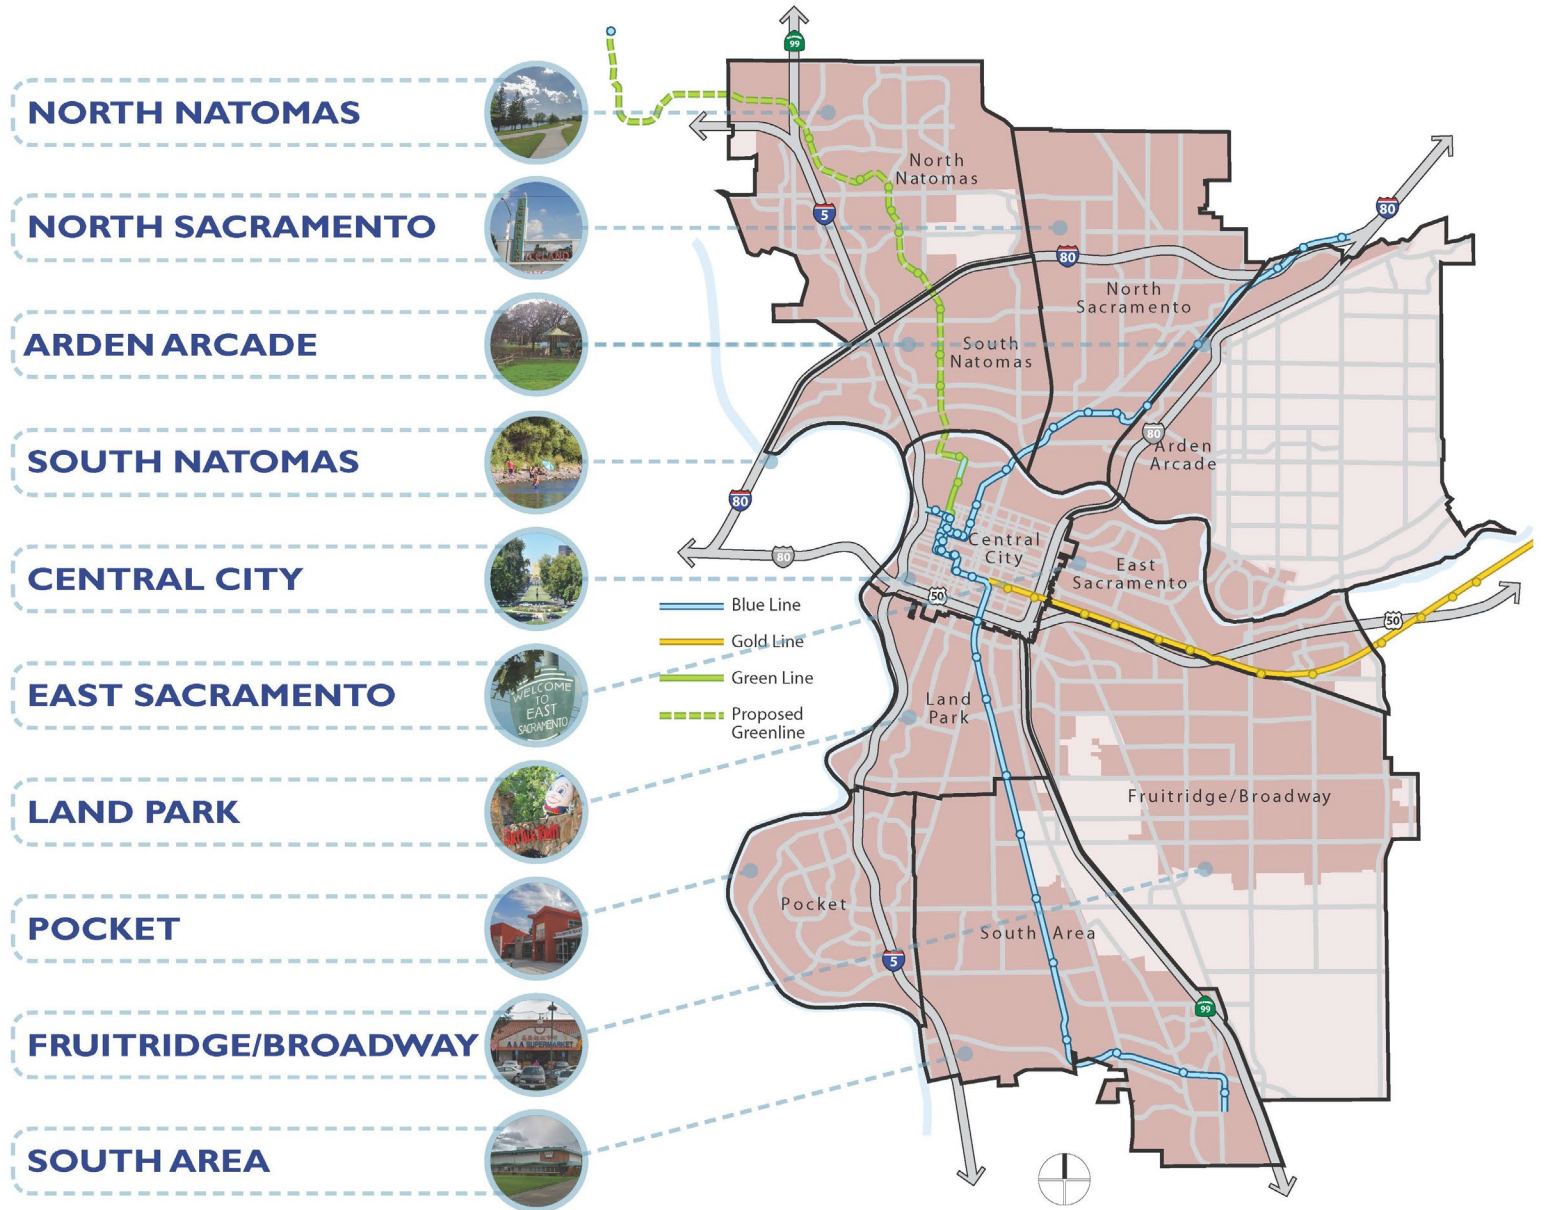 NORTH NATOMAS
NORTH SACRAMENTO
ARDEN ARCADE
SOUTH NATOMAS
CENTRAL CITY
EAST SACRAMENTO
WELCOME
TO
EAST
SACRAMENTO
LAND PARK
POCKET
FRUITRIDGE/BROADWAY
A & A SUPERMARKET
SOUTH AREA
99
North
Natomas
5
80
80
North
Sacramento
South
Natomas
80
Arden
Arcade
80
80
Central
City
East
Sacramento
50
50
Blue Line
Gold Line
Green Line
Proposed
Greenline
Land
Park
Fruitridge/Broadway
Pocket
South Area
5
99